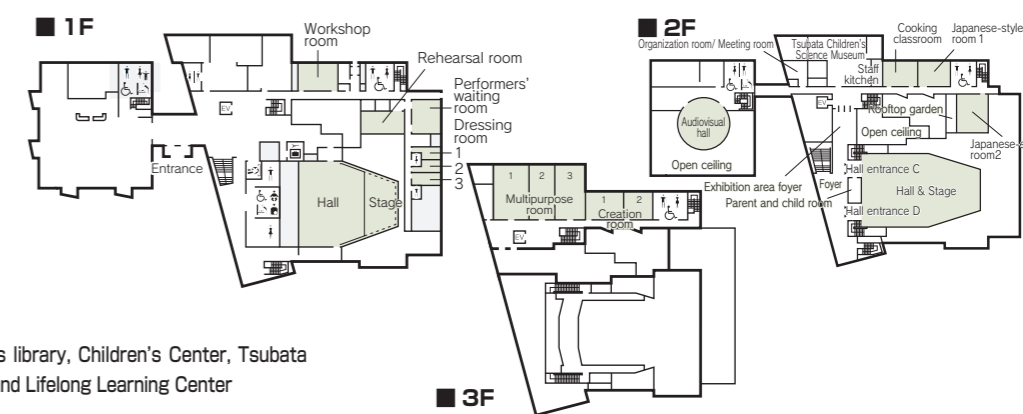 ■ 1F
Workshop
room
Rehearsal room
Performers'
waiting
room
Dressing
room
1
2
3
EV
Entrance
Hall
Stage
■ 2F
Organization room/ Meeting room
Tsubata Children's
Science Museum
Cooking
classroom
Japanese-style
room 1
Staff
kitchen
EV
Rooftop garden
Audiovisual
hall
Open ceiling
Open ceiling
Japanese-s
room2
Exhibition area foyer
Parent and child room
Hall entrance C
Foyer
Hall & Stage
Hall entrance D
1 2 3
Multipurpose
room
1 2
Creation
room
EV
■ 3F
s library, Children's Center, Tsubata
nd Lifelong Learning Center